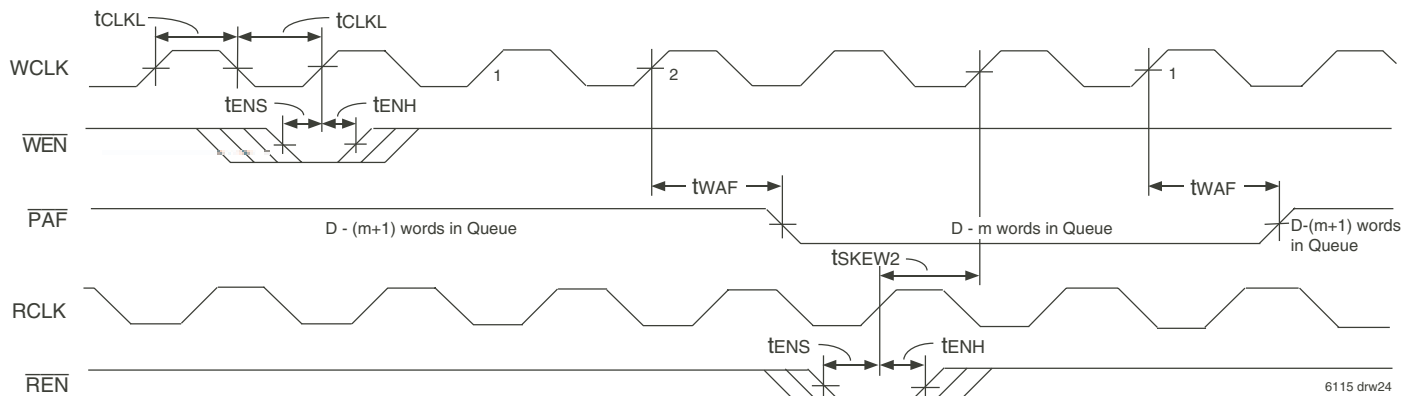 tCLKL
tCLKL
WCLK
1
2
1
tENS
tENH
WEN
tWAF
tWAF
PAF
D - (m+1) words in Queue
D - m words in Queue
D-(m+1) words
in Queue
tSKEW2
RCLK
tENS
tENH
REN
6115 drw24